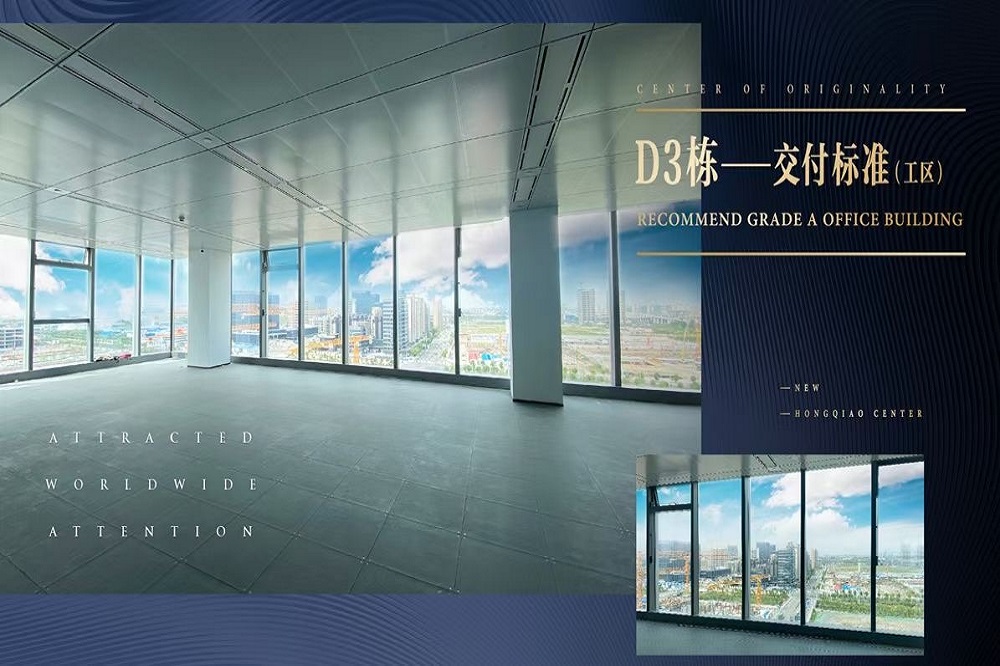 CENTER OF ORIGINALITY
D3栋——交付标准(工区)
RECOMMEND GRADE A OFFICE BUILDING
—NEW
—HONGQIAO CENTER
ATTRACTED
WORLDWIDE
ATTENTION